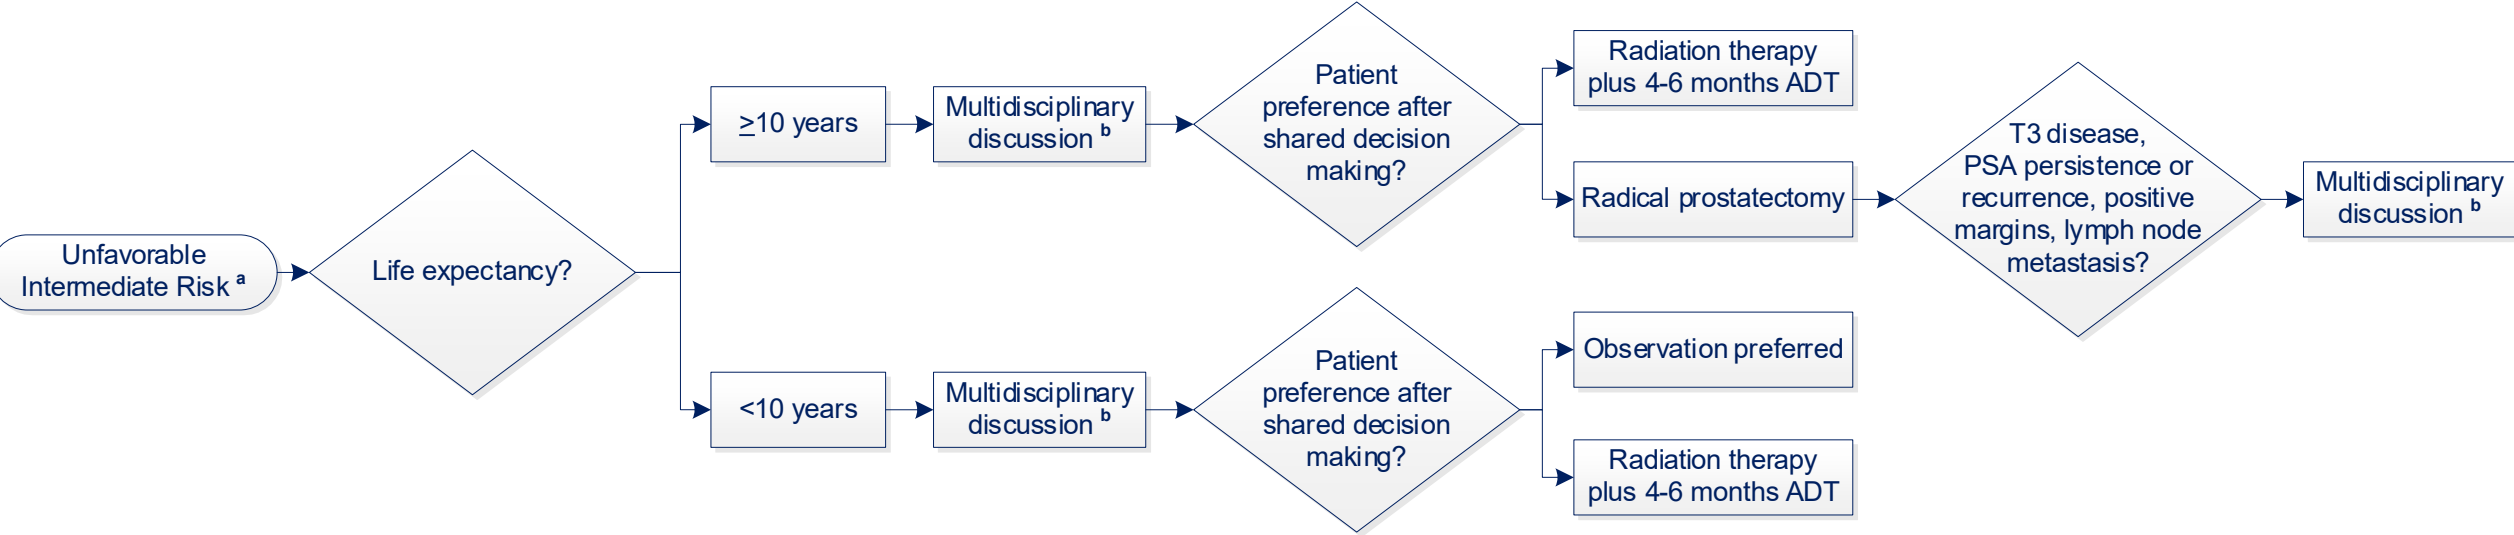 Unfavorable
Intermediate Risk a
Life expectancy?
≥10 years
Multidisciplinary
discussion b
Patient
preference after
shared decision
making?
Radiation therapy
plus 4-6 months ADT
Radical prostatectomy
T3 disease,
PSA persistence or
recurrence, positive
margins, lymph node
metastasis?
Multidisciplinary
discussion b
<10 years
Multidisciplinary
discussion b
Patient
preference after
shared decision
making?
Observation preferred
Radiation therapy
plus 4-6 months ADT